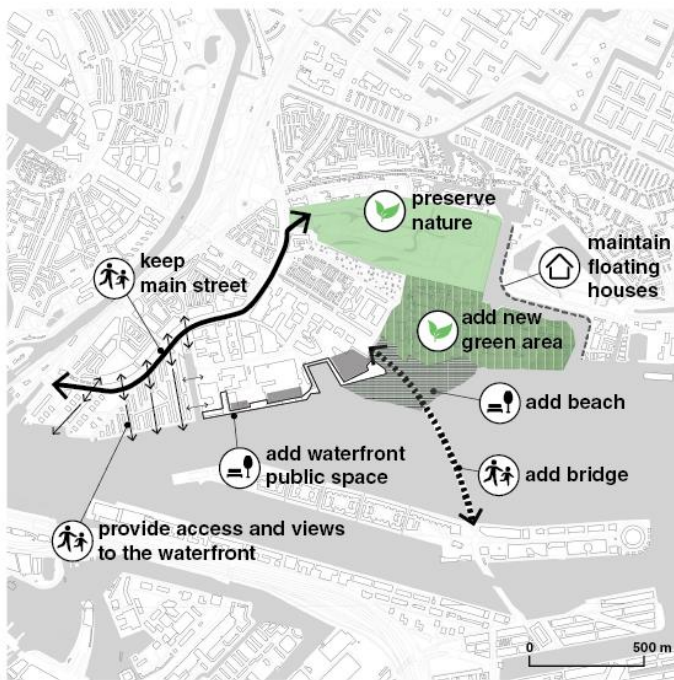 preserve
nature
keep
main street
maintain
floating
houses
add new
green area
add beach
add waterfront
public space
add bridge
provide access and views
to the waterfront
0
500 m